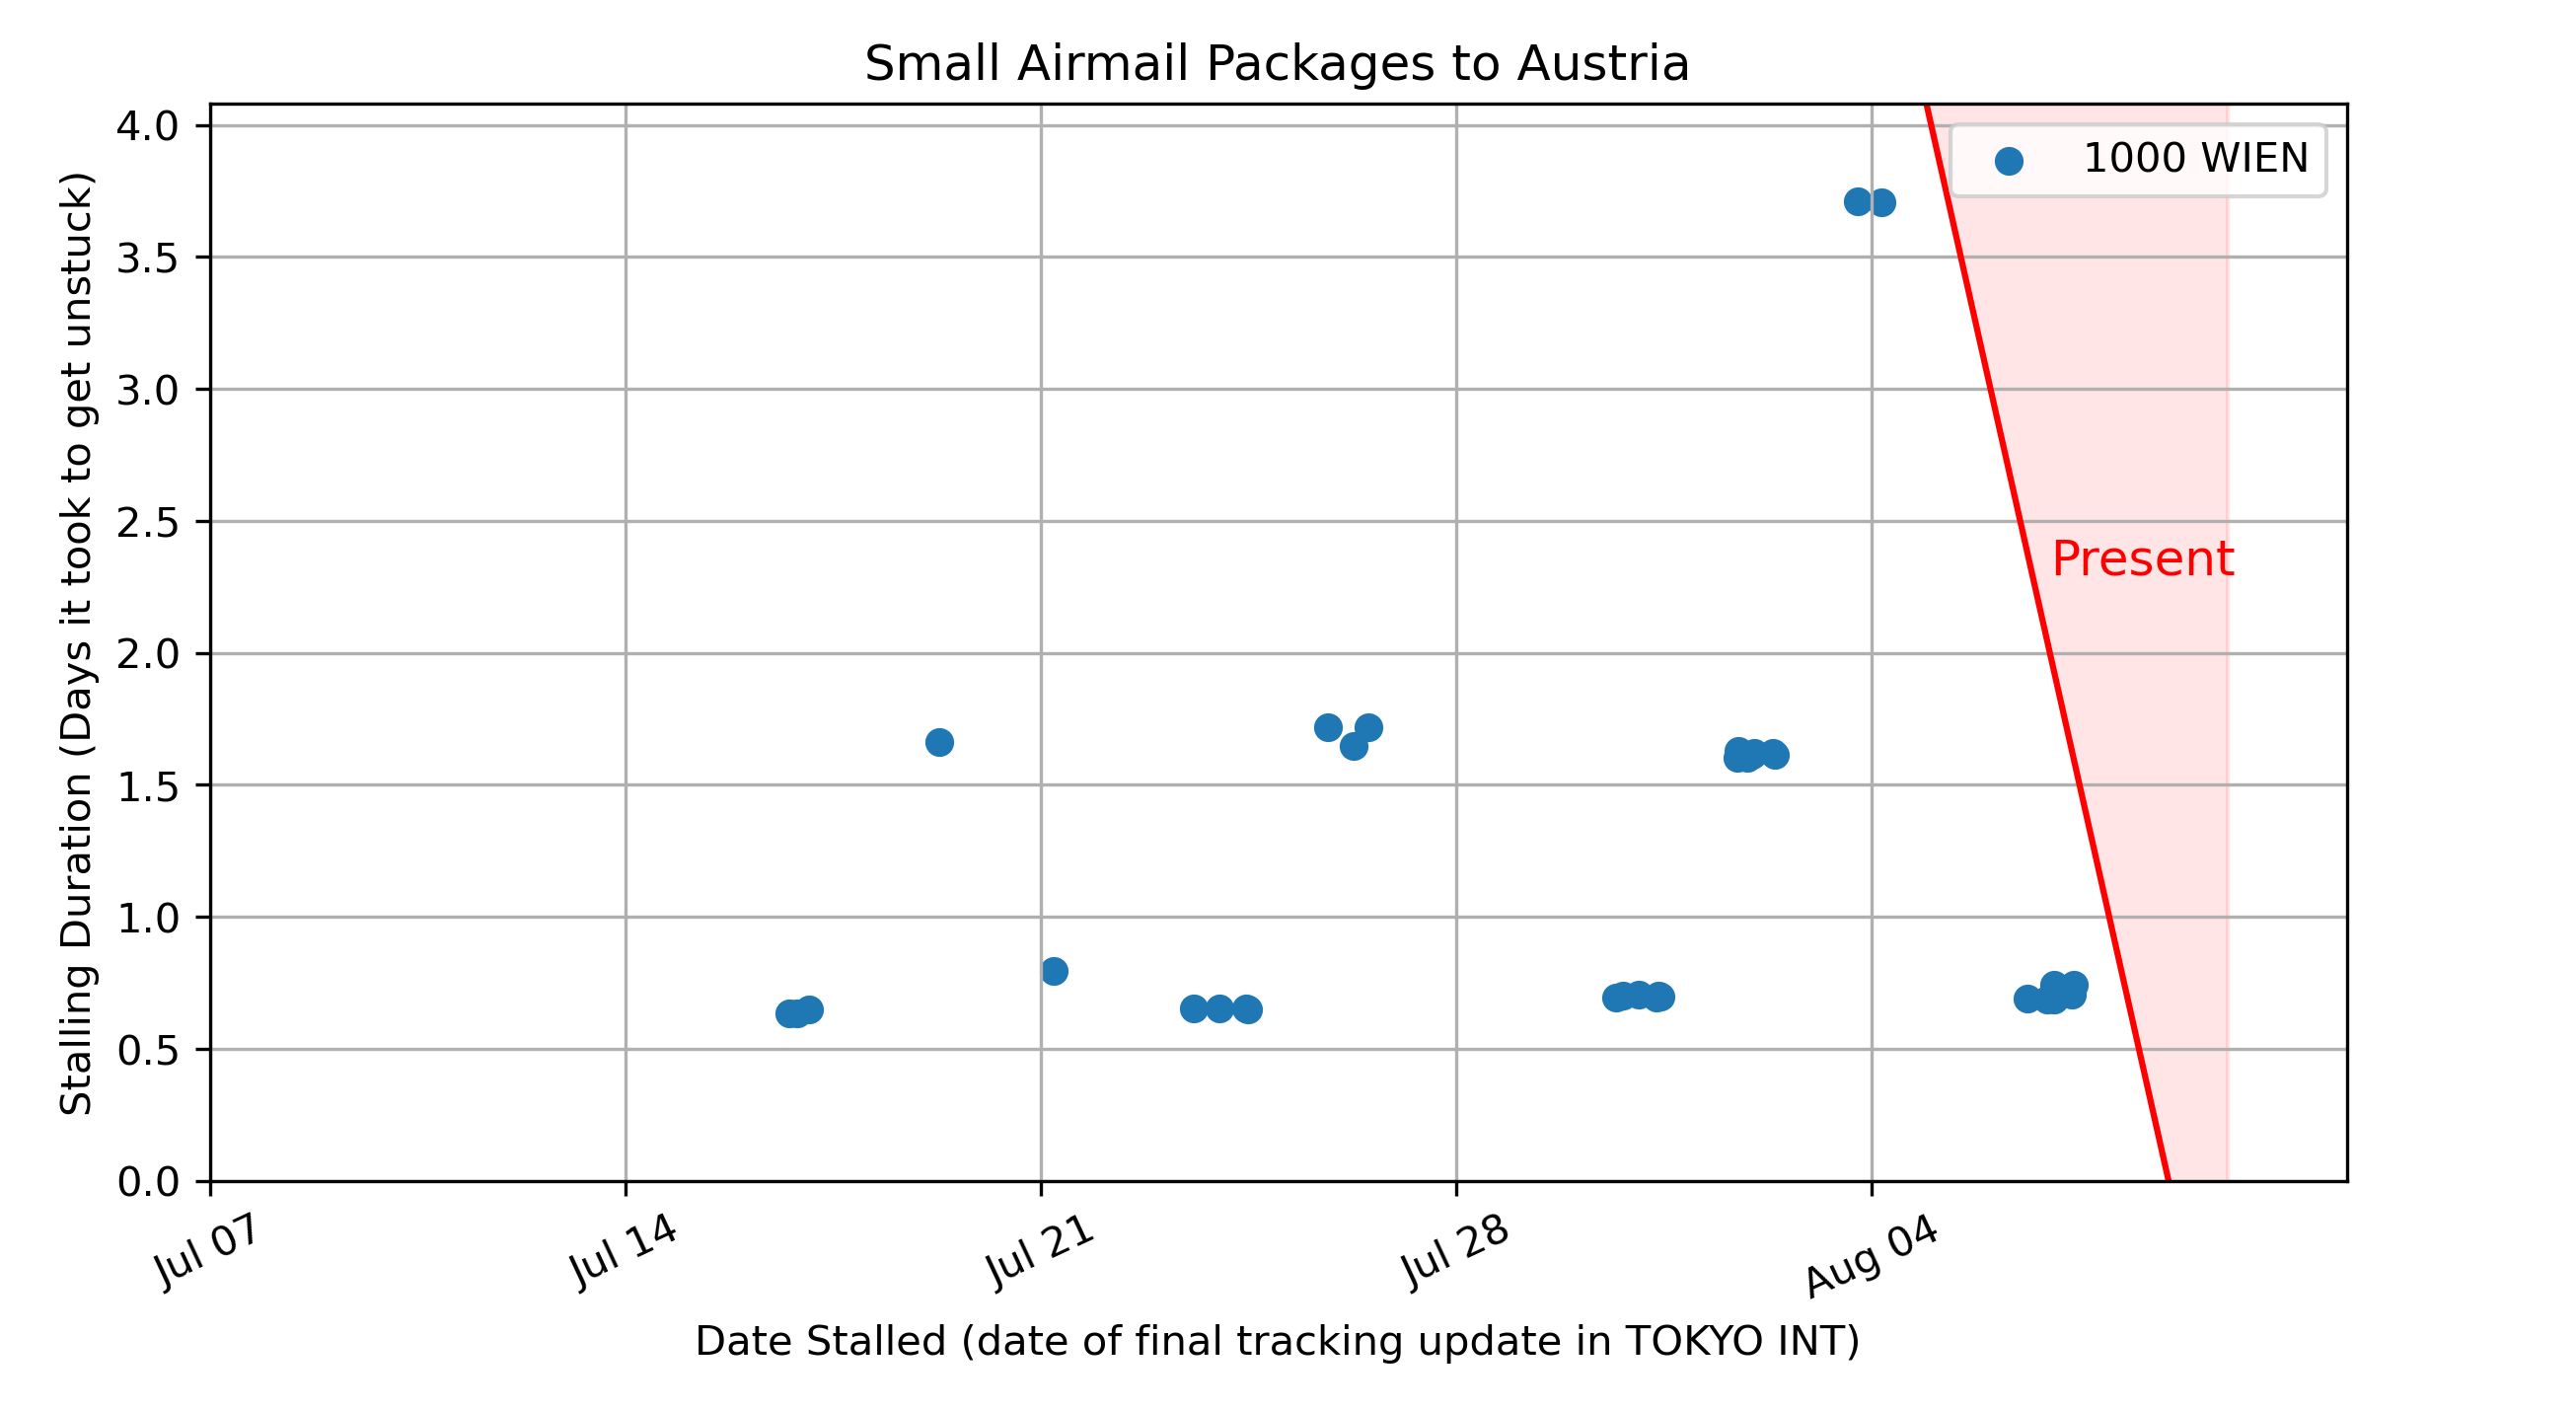 Small Airmail Packages to Austria
Stalling Duration (Days it took to get unstuck)
4.0
3.5
3.0
2.5
2.0
1.5
1.0
0.5
0.0
1000 WIEN
Present
Jul 07
Jul 14
Jul 21
Jul 28
Aug 04
Date Stalled (date of final tracking update in TOKYO INT)